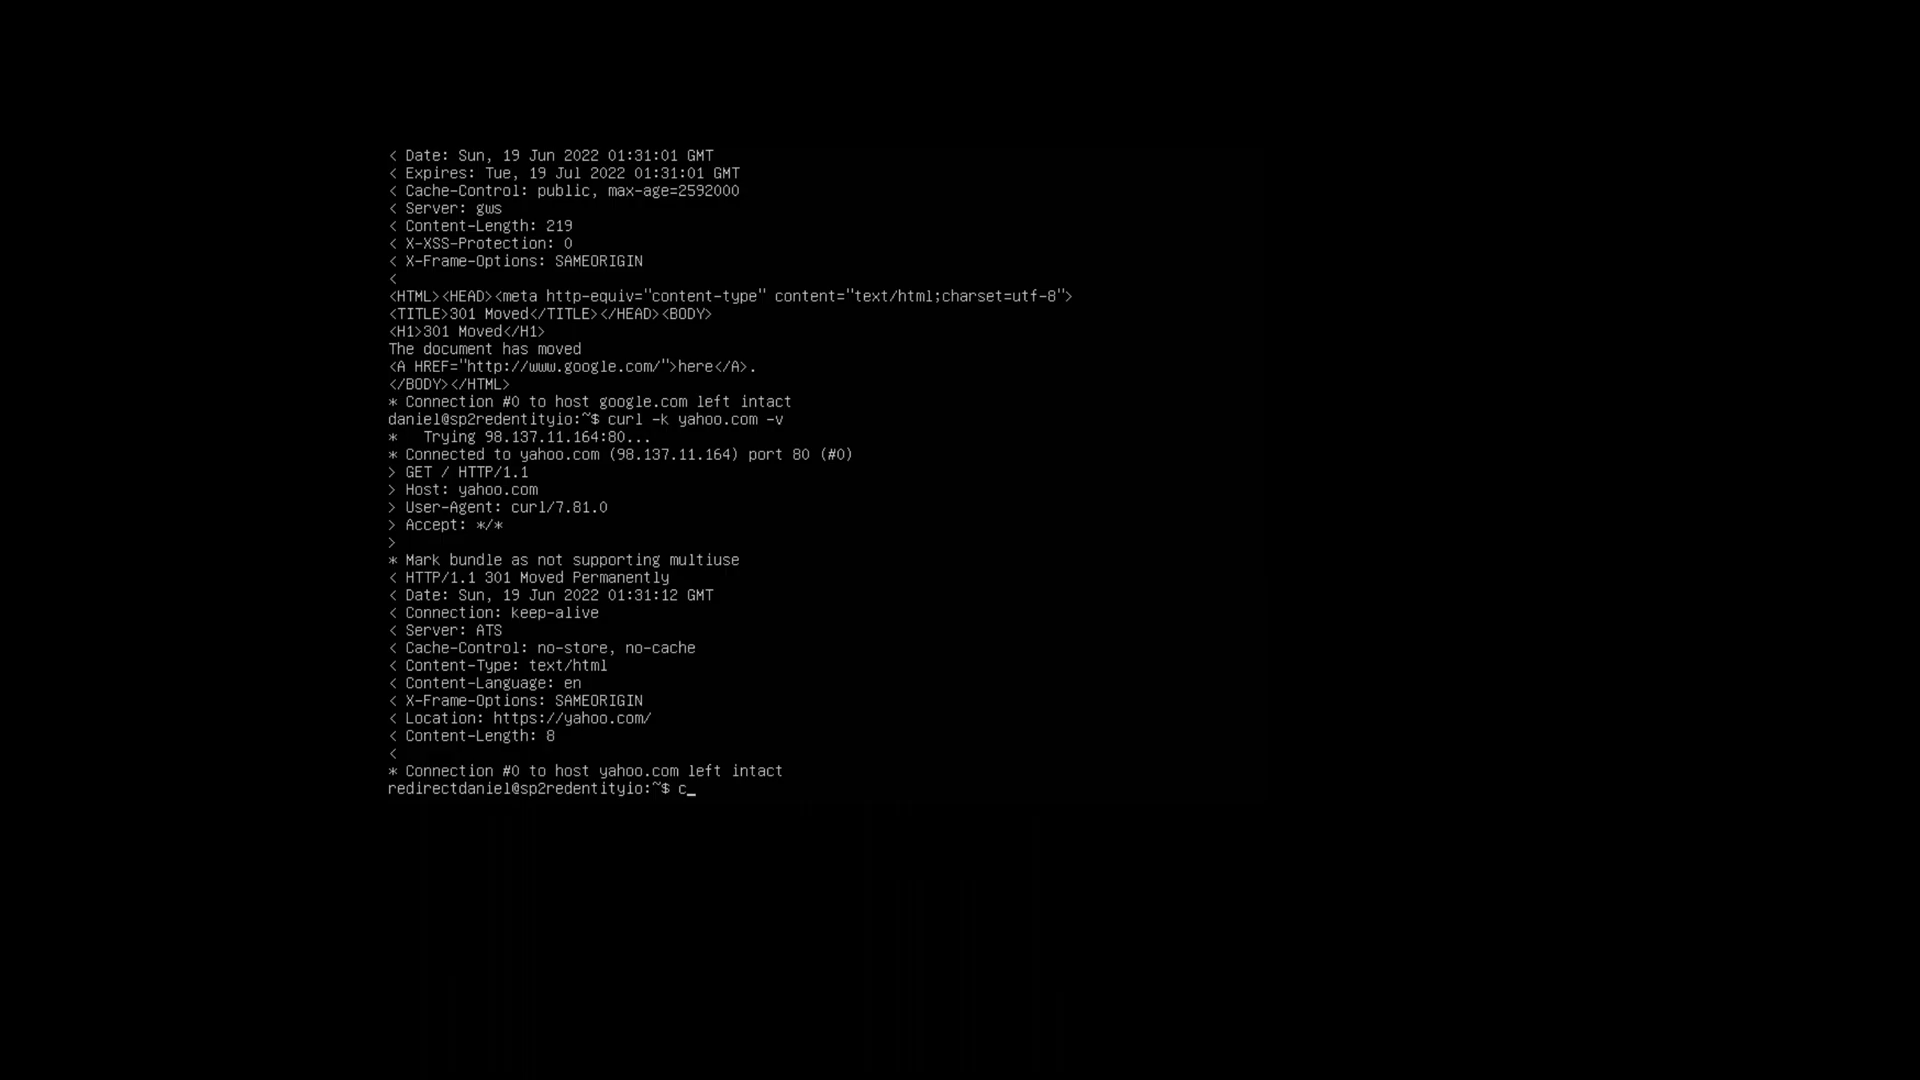 < Date: Sun, 19 Jun 2022 01:31:01 GMT
< Expires: Tue, 19 Jul 2022 01:31:01 GMT
< Cache-Control: public, max-age=2592000
< Server: gws
< Content-Length: 219
< X-XSS-Protection: 0
< X-Frame-Options: SAMEORIGIN
<
<HTML><HEAD><meta http-equiv="content-type" content="text/html;charset=utf-8">
<TITLE>301 Moved</TITLE></HEAD><BODY>
<H1>301 Moved</H1>
The document has moved
<A HREF="http://www.google.com/">here</A>.
</BODY></HTML>
* Connection #0 to host google.com left intact
daniel@sp2redentityio:~$ curl -k yahoo.com -v
*   Trying 98.137.11.164:80...
* Connected to yahoo.com (98.137.11.164) port 80 (#0)
> GET / HTTP/1.1
> Host: yahoo.com
> User-Agent: curl/7.81.0
> Accept: */*
>
* Mark bundle as not supporting multiuse
< HTTP/1.1 301 Moved Permanently
< Date: Sun, 19 Jun 2022 01:31:12 GMT
< Connection: keep-alive
< Server: ATS
< Cache-Control: no-store, no-cache
< Content-Type: text/html
< Content-Language: en
< X-Frame-Options: SAMEORIGIN
< Location: https://yahoo.com/
< Content-Length: 8
<
* Connection #0 to host yahoo.com left intact
redirectdaniel@sp2redentityio:~$ c_